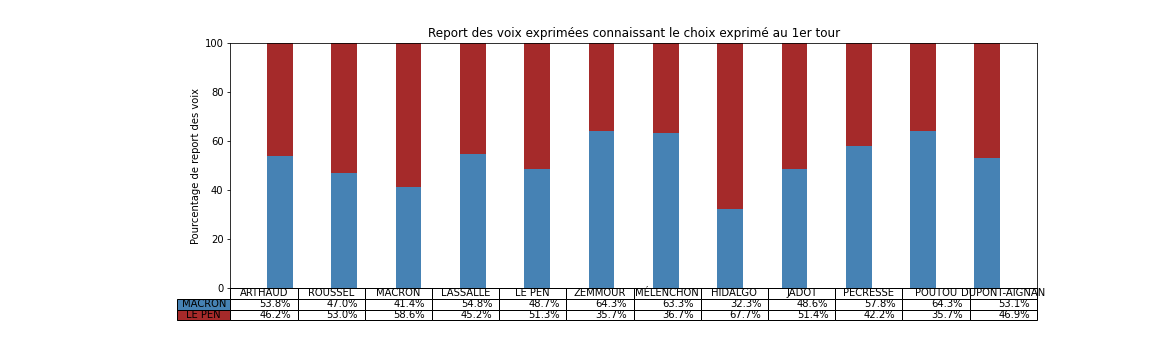 Report des voix exprimées connaissant le choix exprimé au 1er tour
Pourcentage de report des voix
100
80
60
40
20
0
ARTHAUD ROUSSEL MACRON LASSALLE LE PEN ZEMMOUR MÉLENCHON HIDALGO JADOT PÉCRESSE POUTOU DUPONT-AIGNAN
MACRON 53.8% 47.0% 41.4% 54.8% 48.7% 64.3% 63.3% 32.3% 48.6% 57.8% 64.3% 53.1%
LE PEN 46.2% 53.0% 58.6% 45.2% 51.3% 35.7% 36.7% 67.7% 51.4% 42.2% 35.7% 46.9%